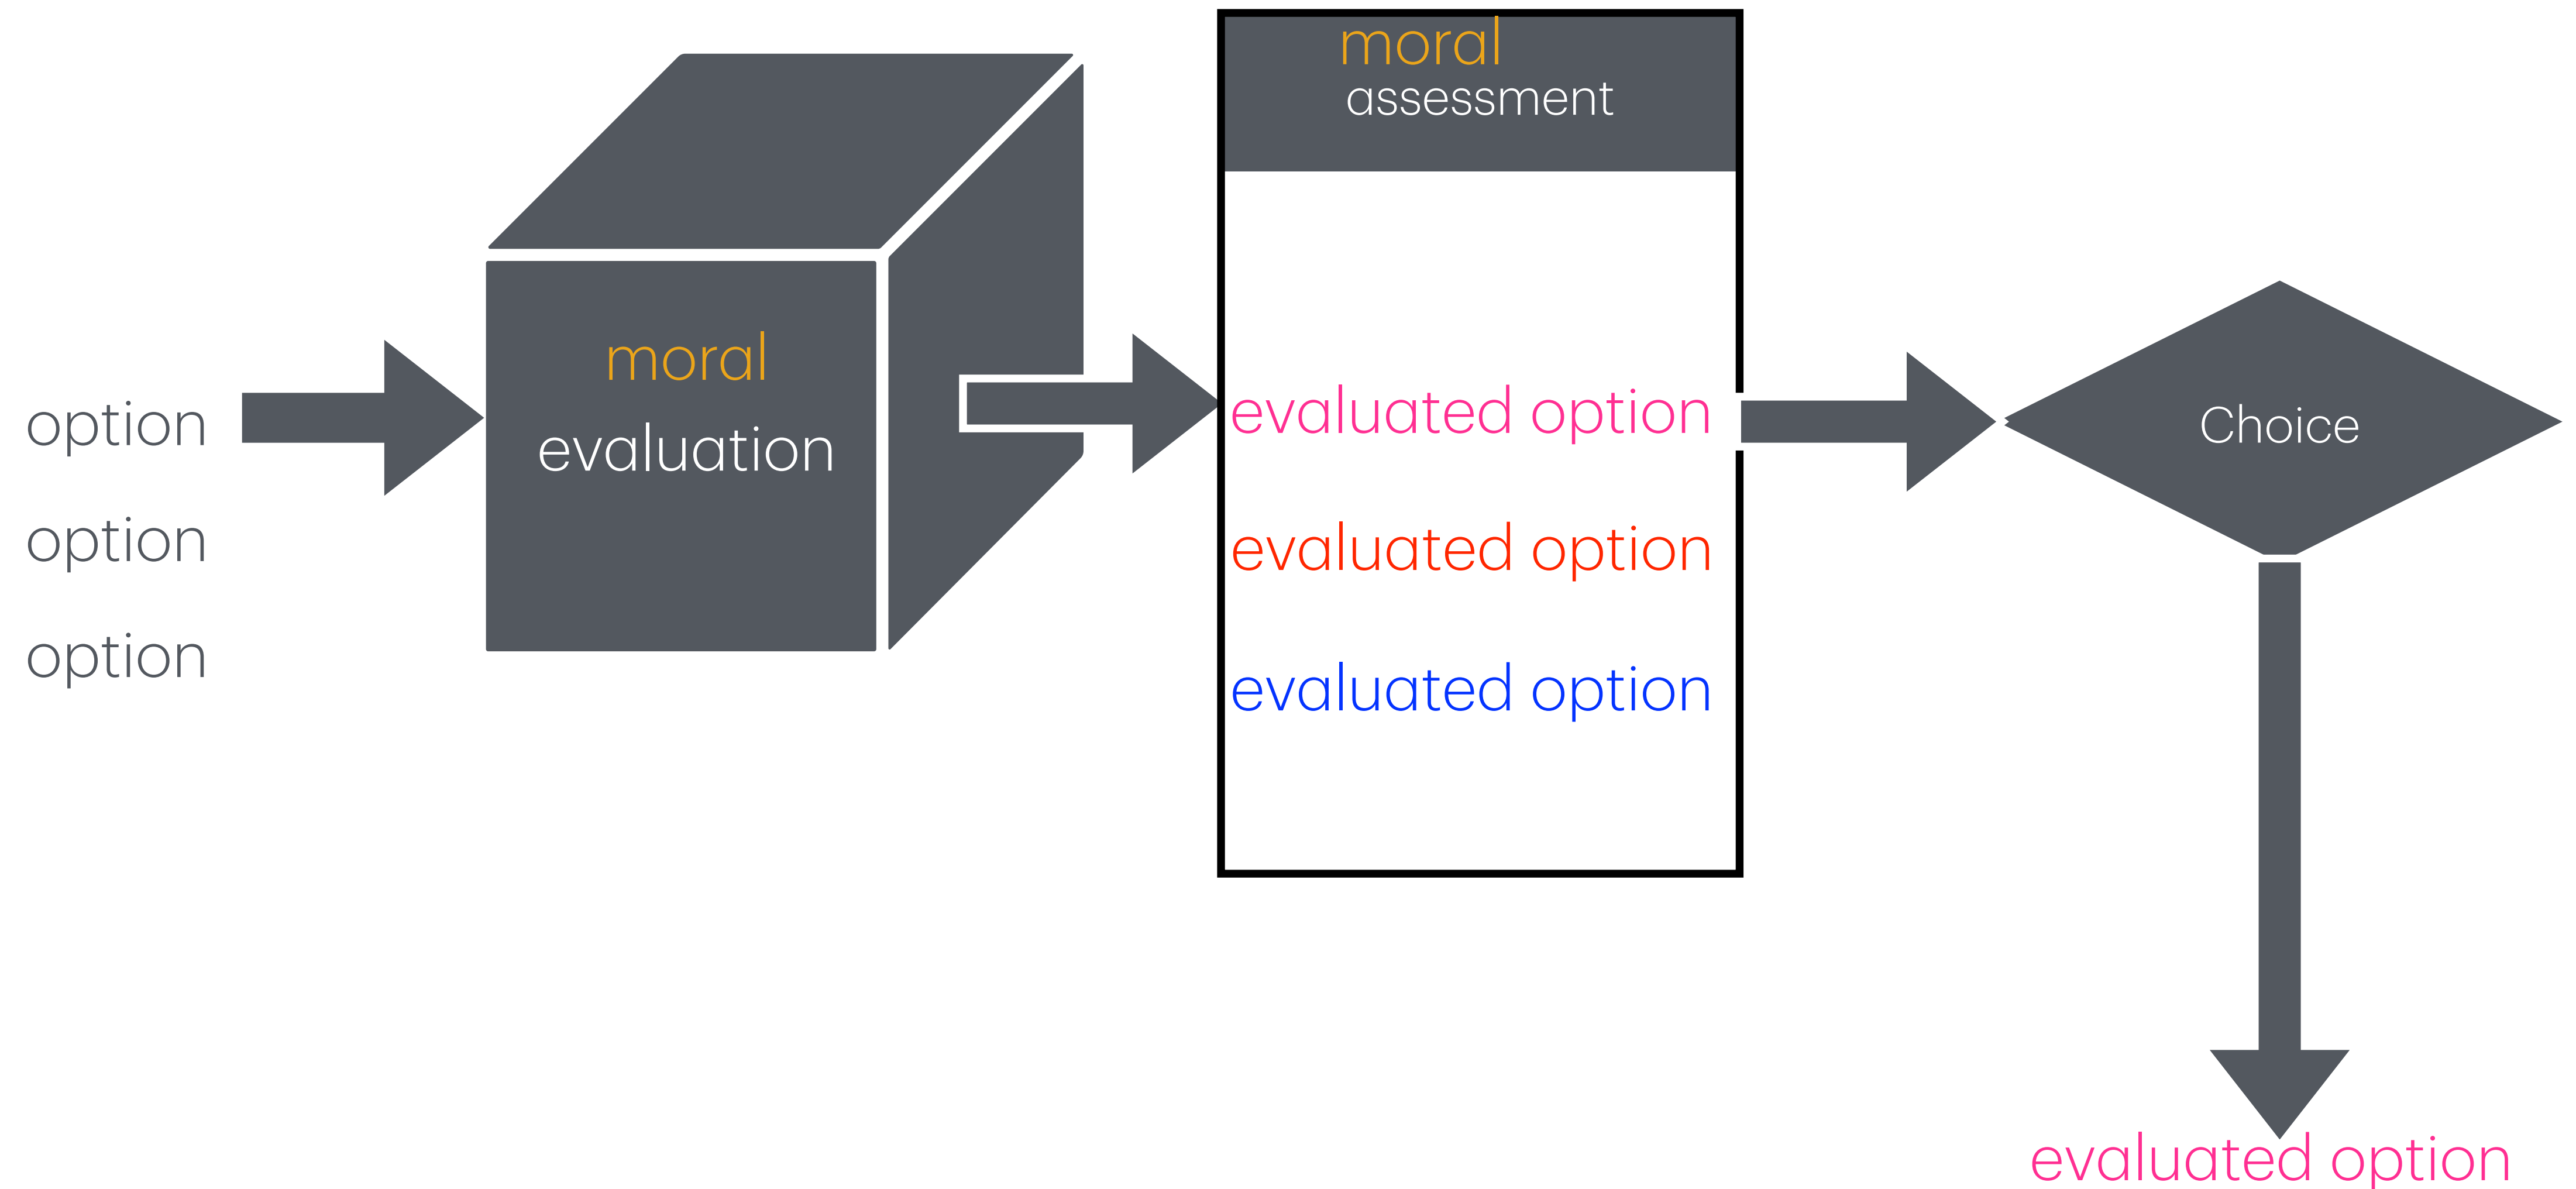 option
option
option
moral
evaluation
moral
assessment
evaluated option
evaluated option
evaluated option
Choice
evaluated option